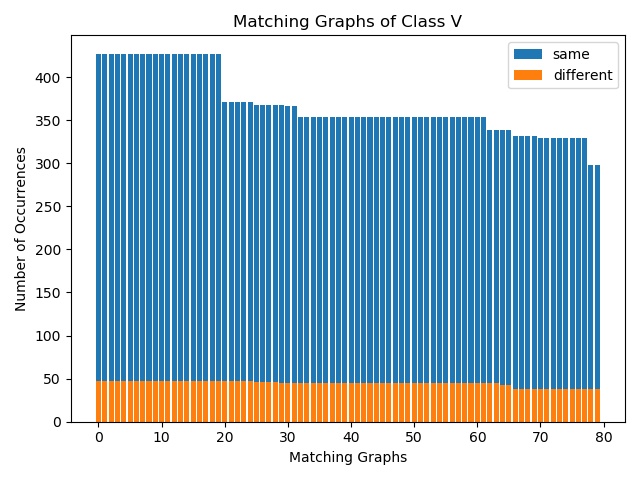 Matching Graphs of Class V
same
different
Number of Occurrences
400
350
300
250
200
150
100
50
0
0 10 20 30 40 50 60 70 80
Matching Graphs